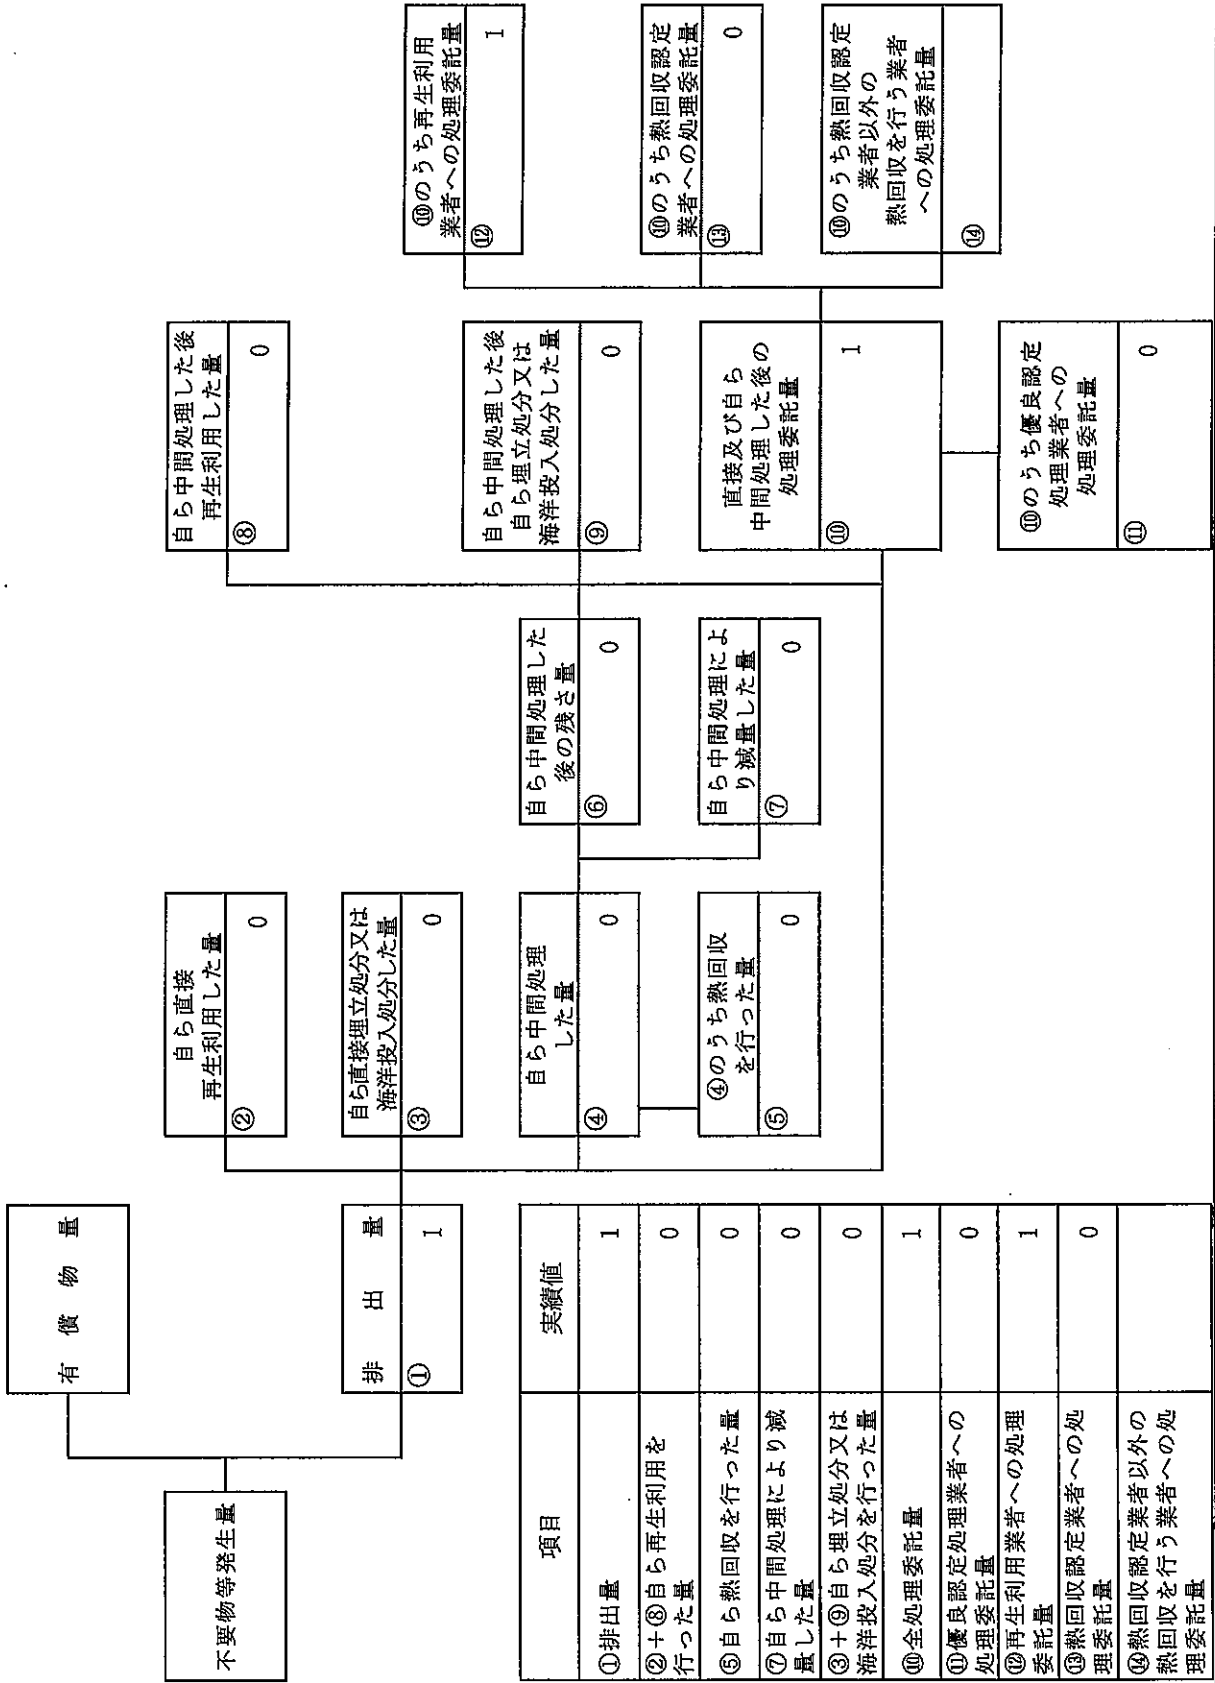 不要物等発生量
有償物量
排出量
① 1
自ら直接
再生利用した量
② 0
自ら直接埋立処分又は
海洋投入処分した量
③ 0
自ら中間処理
した量
④ 0
④のうち熱回収
を行った量
⑤ 0
自ら中間処理した
後の残さ量
⑥ 0
自ら中間処理によ
り減量した量
⑦ 0
自ら中間処理した後
再生利用した量
⑧ 0
自ら中間処理した後
自ら埋立処分又は
海洋投入処分した量
⑨ 0
直接及び自ら
中間処理した後の
処理委託量
⑩ 1
⑩のうち優良認定
処理業者への
処理委託量
⑪ 0
⑩のうち再生利用
業者への処理委託量
⑫ 1
⑩のうち熱回収認定
業者への処理委託量
⑬ 0
⑩のうち熱回収認定
業者以外の
熱回収を行う業者
への処理委託量
⑭
項目 実績値
①排出量 1
②+⑧自ら再生利用を
行った量 0
⑤自ら熱回収を行った量 0
⑦自ら中間処理により減
量した量 0
③+⑨自ら埋立処分又は
海洋投入処分を行った量 0
⑩全処理委託量 1
⑪優良認定処理業者への
処理委託量 0
⑫再生利用業者への処理
委託量 1
⑬熱回収認定業者への処
理委託量 0
⑭熱回収認定業者以外の
熱回収を行う業者への処
理委託量